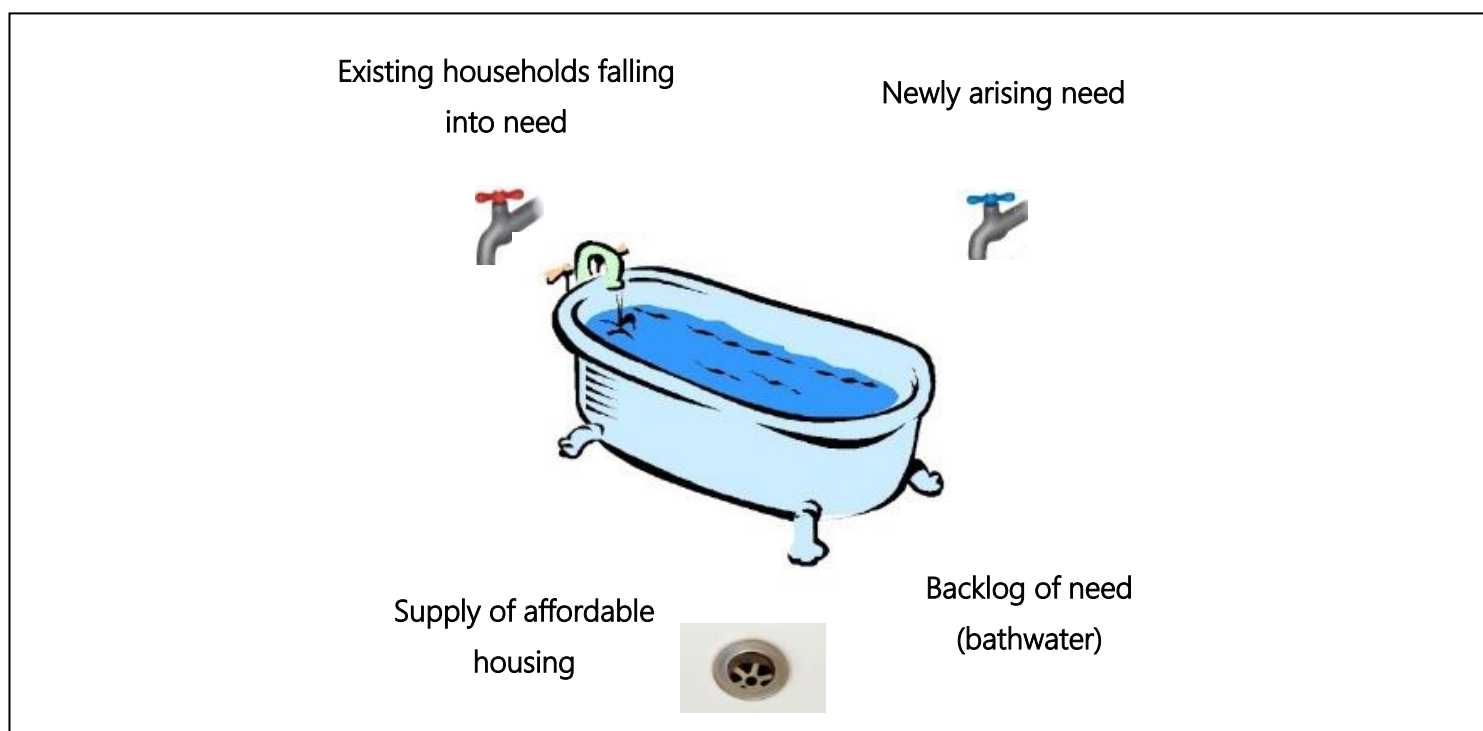 Existing households falling
into need
Newly arising need
Supply of affordable
housing
Backlog of need
(bathwater)